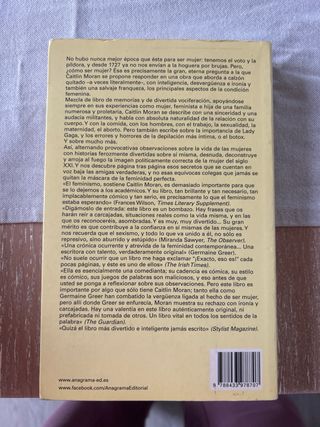 No hubo nunca mejor época que ésta para ser mujer: tenemos el voto y la
píldora, y desde 1727 ya no nos envían a la hoguera por brujas. Pero,
¿cómo ser mujer? Esa es precisamente la gran, eterna pregunta a la que
Caitlin Moran se propone responder en una obra que aborda a calzón
quitado –a veces literalmente–, con inteligencia, desvergüenza e ironía y
también una salvaje franqueza, los principales aspectos de la condición
femenina.
Mezcla de libro de memorias y de divertida vociferación, apoyándose
siempre en sus experiencias como mujer, feminista e hija de una familia
numerosa y proletaria, Caitlin Moran se describe con una sinceridad y una
audacia militantes, y habla con absoluta naturalidad de la relación con su
cuerpo. Y con la comida, con los hombres, con el trabajo, la sexualidad, la
maternidad, el aborto. Pero también escribe sobre la importancia de Lady
Gaga, y los errores y horrores de la depilación más íntima, o el botox.
Y sobre mucho más.
Así, alternando provocativas observaciones sobre la vida de las mujeres
con historias ferozmente divertidas sobre sí misma, desnuda, deconstruye
y arroja al fuego la imagen políticamente correcta de la mujer del siglo
XXI. Y nos descubre página tras página esos secretos que se cuentan en
voz baja las amigas verdaderas, y no esas equívocas colegas que jamás se
quitan la máscara de la feminidad perfecta.
«El feminismo, sostiene Caitlin Moran, es demasiado importante para que
se lo dejemos a los académicos. Y su libro, tan brillante y tan necesario, tan
implacablemente cómico y tan serio, es precisamente lo que el feminismo
estaba esperando» (Frances Wilson, Times Literary Supplement).
«Digámoslo de entrada: este libro es un bombazo. Hay frases que os
harán reír a carcajadas, situaciones reales como la vida misma, y en las
que os reconoceréis, asombradas. Y es muy, muy divertido... Su gran
mérito es que contribuye a la confianza en sí mismas de las mujeres. Y
nos recuerda que el sexismo, y todo lo que va unido a él, no sólo es
represivo, sino aburrido y estúpido» (Miranda Sawyer, The Observer).
«Una crónica ocurrente y atrevida de la feminidad contemporánea... Una
escritora con talento, verdaderamente original» (Germaine Greer).
«No suele ocurrir que un libro me haga exclamar "¡Exacto, eso es!" cada
pocas páginas, y éste es uno de ellos» (The Irish Times).
«Ella es esencialmente una comediante; su cadencia es cómica, su estilo
es cómico, sus juegos de palabras son maliciosos, y eso antes de que
usted se ponga a reflexionar sobre sus observaciones. Pero este libro es
importante por algo que sólo tiene Caitlin Moran; tanto ella como
Germaine Greer han combatido la vergüenza ligada al hecho de ser mujer,
pero allí donde Greer se enfurecía, Moran muestra su rechazo con ironía y
carcajadas. Hay una valentía en este libro auténticamente original, ni
prefabricada ni tomada de otros. Un libro vital en todos los sentidos de la
palabra» (The Guardian).
«Quizá el libro más divertido e inteligente jamás escrito» (Stylist Magazine).
www.anagrama-ed.es
www.facebook.com/AnagramaEditorial
9 788433 978707